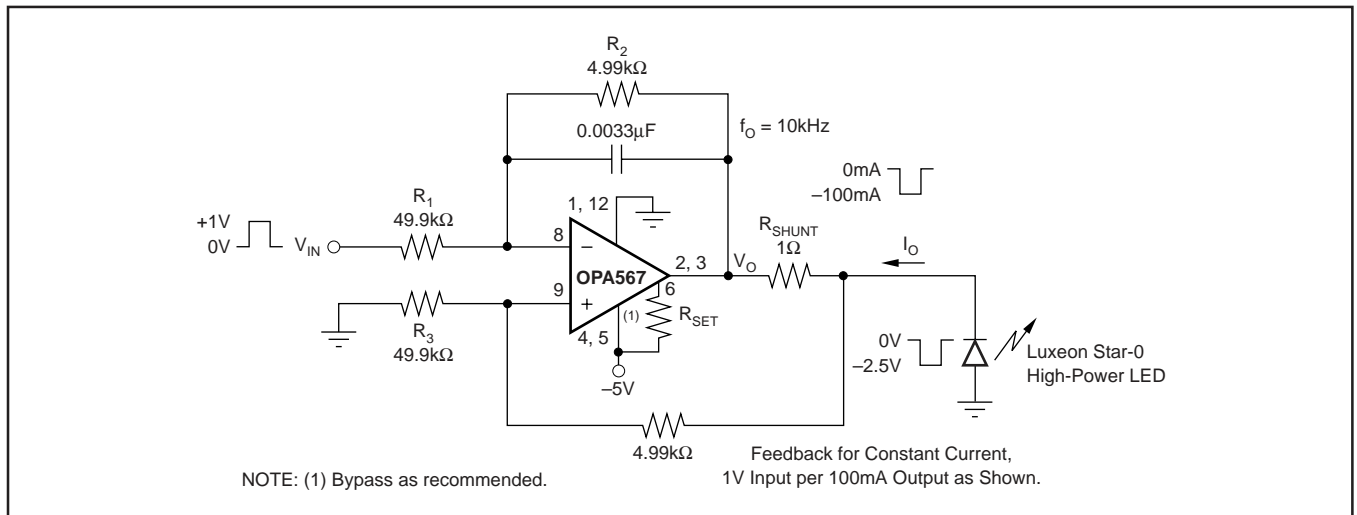 R2
4.99kΩ
0.0033µF
fO = 10kHz
0mA
–100mA
R1
49.9kΩ
1, 12
+1V
0V
VIN
8
–
OPA567
2, 3
VO
RSHUNT
1Ω
IO
9
+
6
(1)
RSET
R3
49.9kΩ
4, 5
–5V
0V
–2.5V
Luxeon Star-0
High-Power LED
4.99kΩ
Feedback for Constant Current,
1V Input per 100mA Output as Shown.
NOTE: (1) Bypass as recommended.